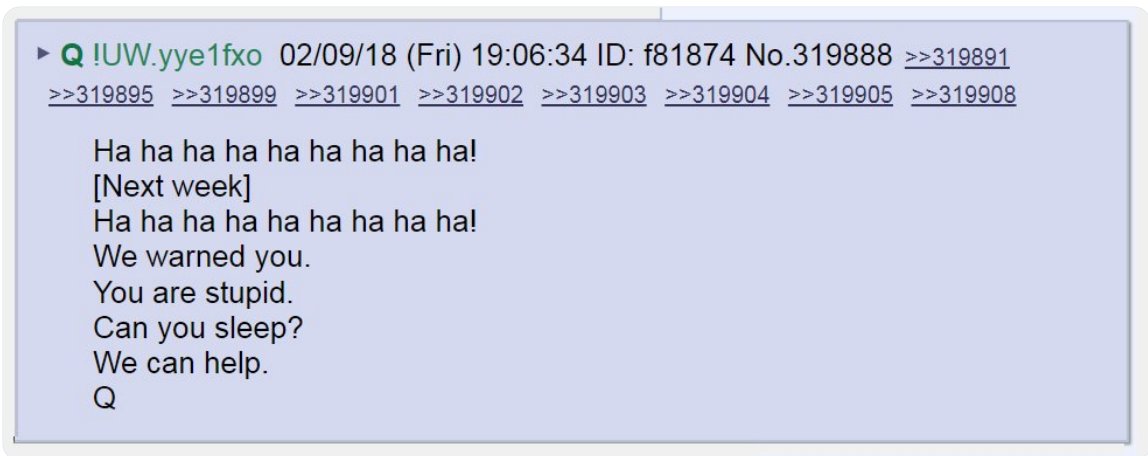 ► Q !UW.yye1fxo 02/09/18 (Fri) 19:06:34 ID: f81874 No.319888 >>319891
>>319895 >>319899 >>319901 >>319902 >>319903 >>319904 >>319905 >>319908
Ha ha ha ha ha ha ha ha ha!
[Next week]
Ha ha ha ha ha ha ha ha ha!
We warned you.
You are stupid.
Can you sleep?
We can help.
Q